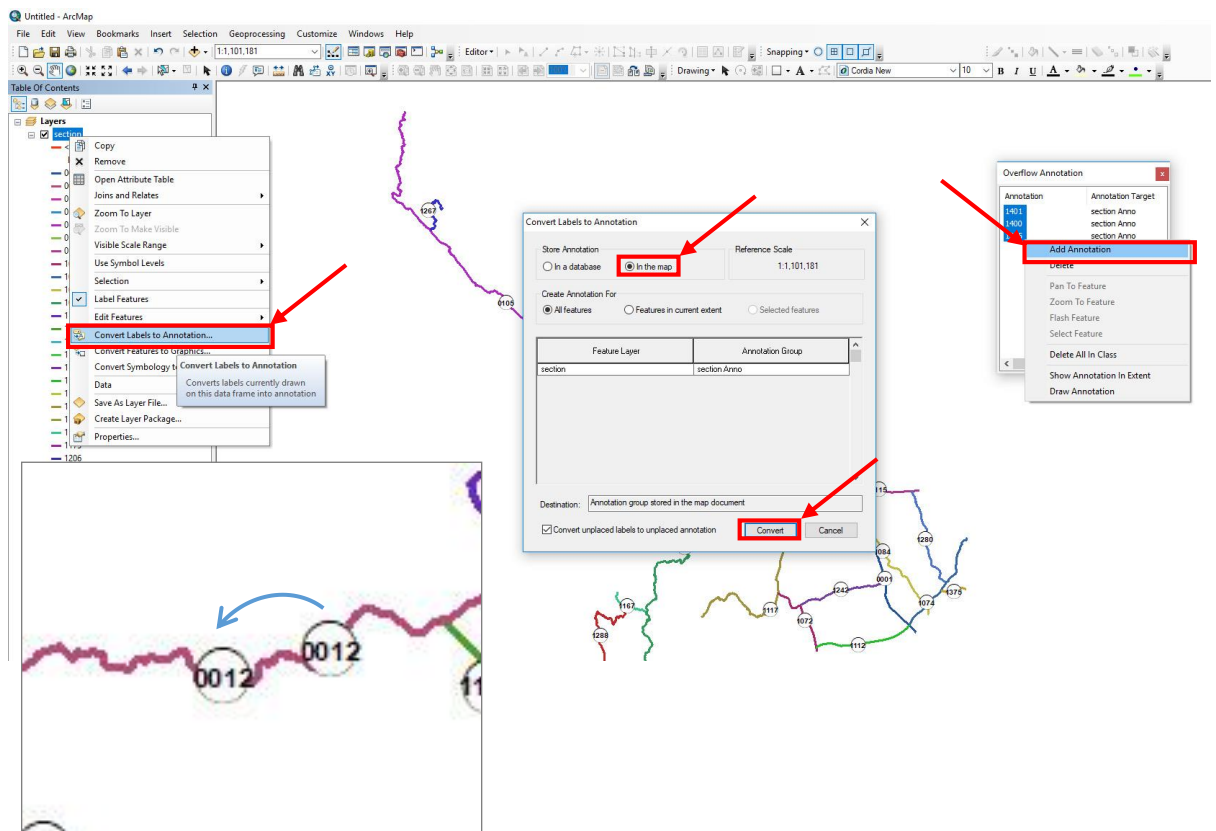 Untitled - ArcMap
File Edit View Bookmarks Insert Selection Geoprocessing Customize Windows Help
1:1,101,181
Editor
Snapping
Drawing
A
Cordia New
10
B I U A
Table Of Contents
Layers
section
Copy
Remove
Open Attribute Table
Joins and Relates
Zoom To Layer
Zoom To Make Visible
Visible Scale Range
Use Symbol Levels
Selection
Label Features
Edit Features
Convert Labels to Annotation...
Convert Features to Graphics...
Convert Symbology to
Data
Save As Layer File...
Create Layer Package...
Properties...
Convert Labels to Annotation
Converts labels currently drawn
on this data frame into annotation
1206
1267
0105
Convert Labels to Annotation
Store Annotation
In a database
In the map
Reference Scale
1:1,101,181
Create Annotation For
All features
Features in current extent
Selected features
Feature Layer
Annotation Group
section
section Anno
Destination:
Annotation group stored in the map document
Convert unplaced labels to unplaced annotation
Convert
Cancel
Overflow Annotation
Annotation
Annotation Target
1401
section Anno
1400
section Anno
section Anno
Add Annotation
Delete
Pan To Feature
Zoom To Feature
Flash Feature
Select Feature
Delete All In Class
Show Annotation In Extent
Draw Annotation
0012
0012
1280
1084
0001
1242
1375
1074
1167
1117
1072
1288
1112